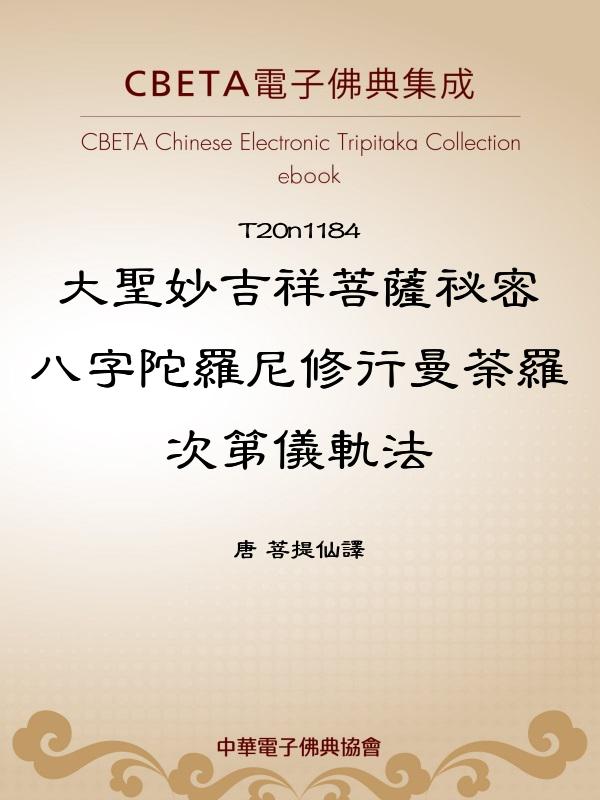 CBETA電子佛典集成
CBETA Chinese Electronic Tripitaka Collection
ebook
T20n1184
大聖妙吉祥菩薩祕密
八字陀羅尼修行曼荼羅
次第儀軌法
唐 菩提仙譯
中華電子佛典協會